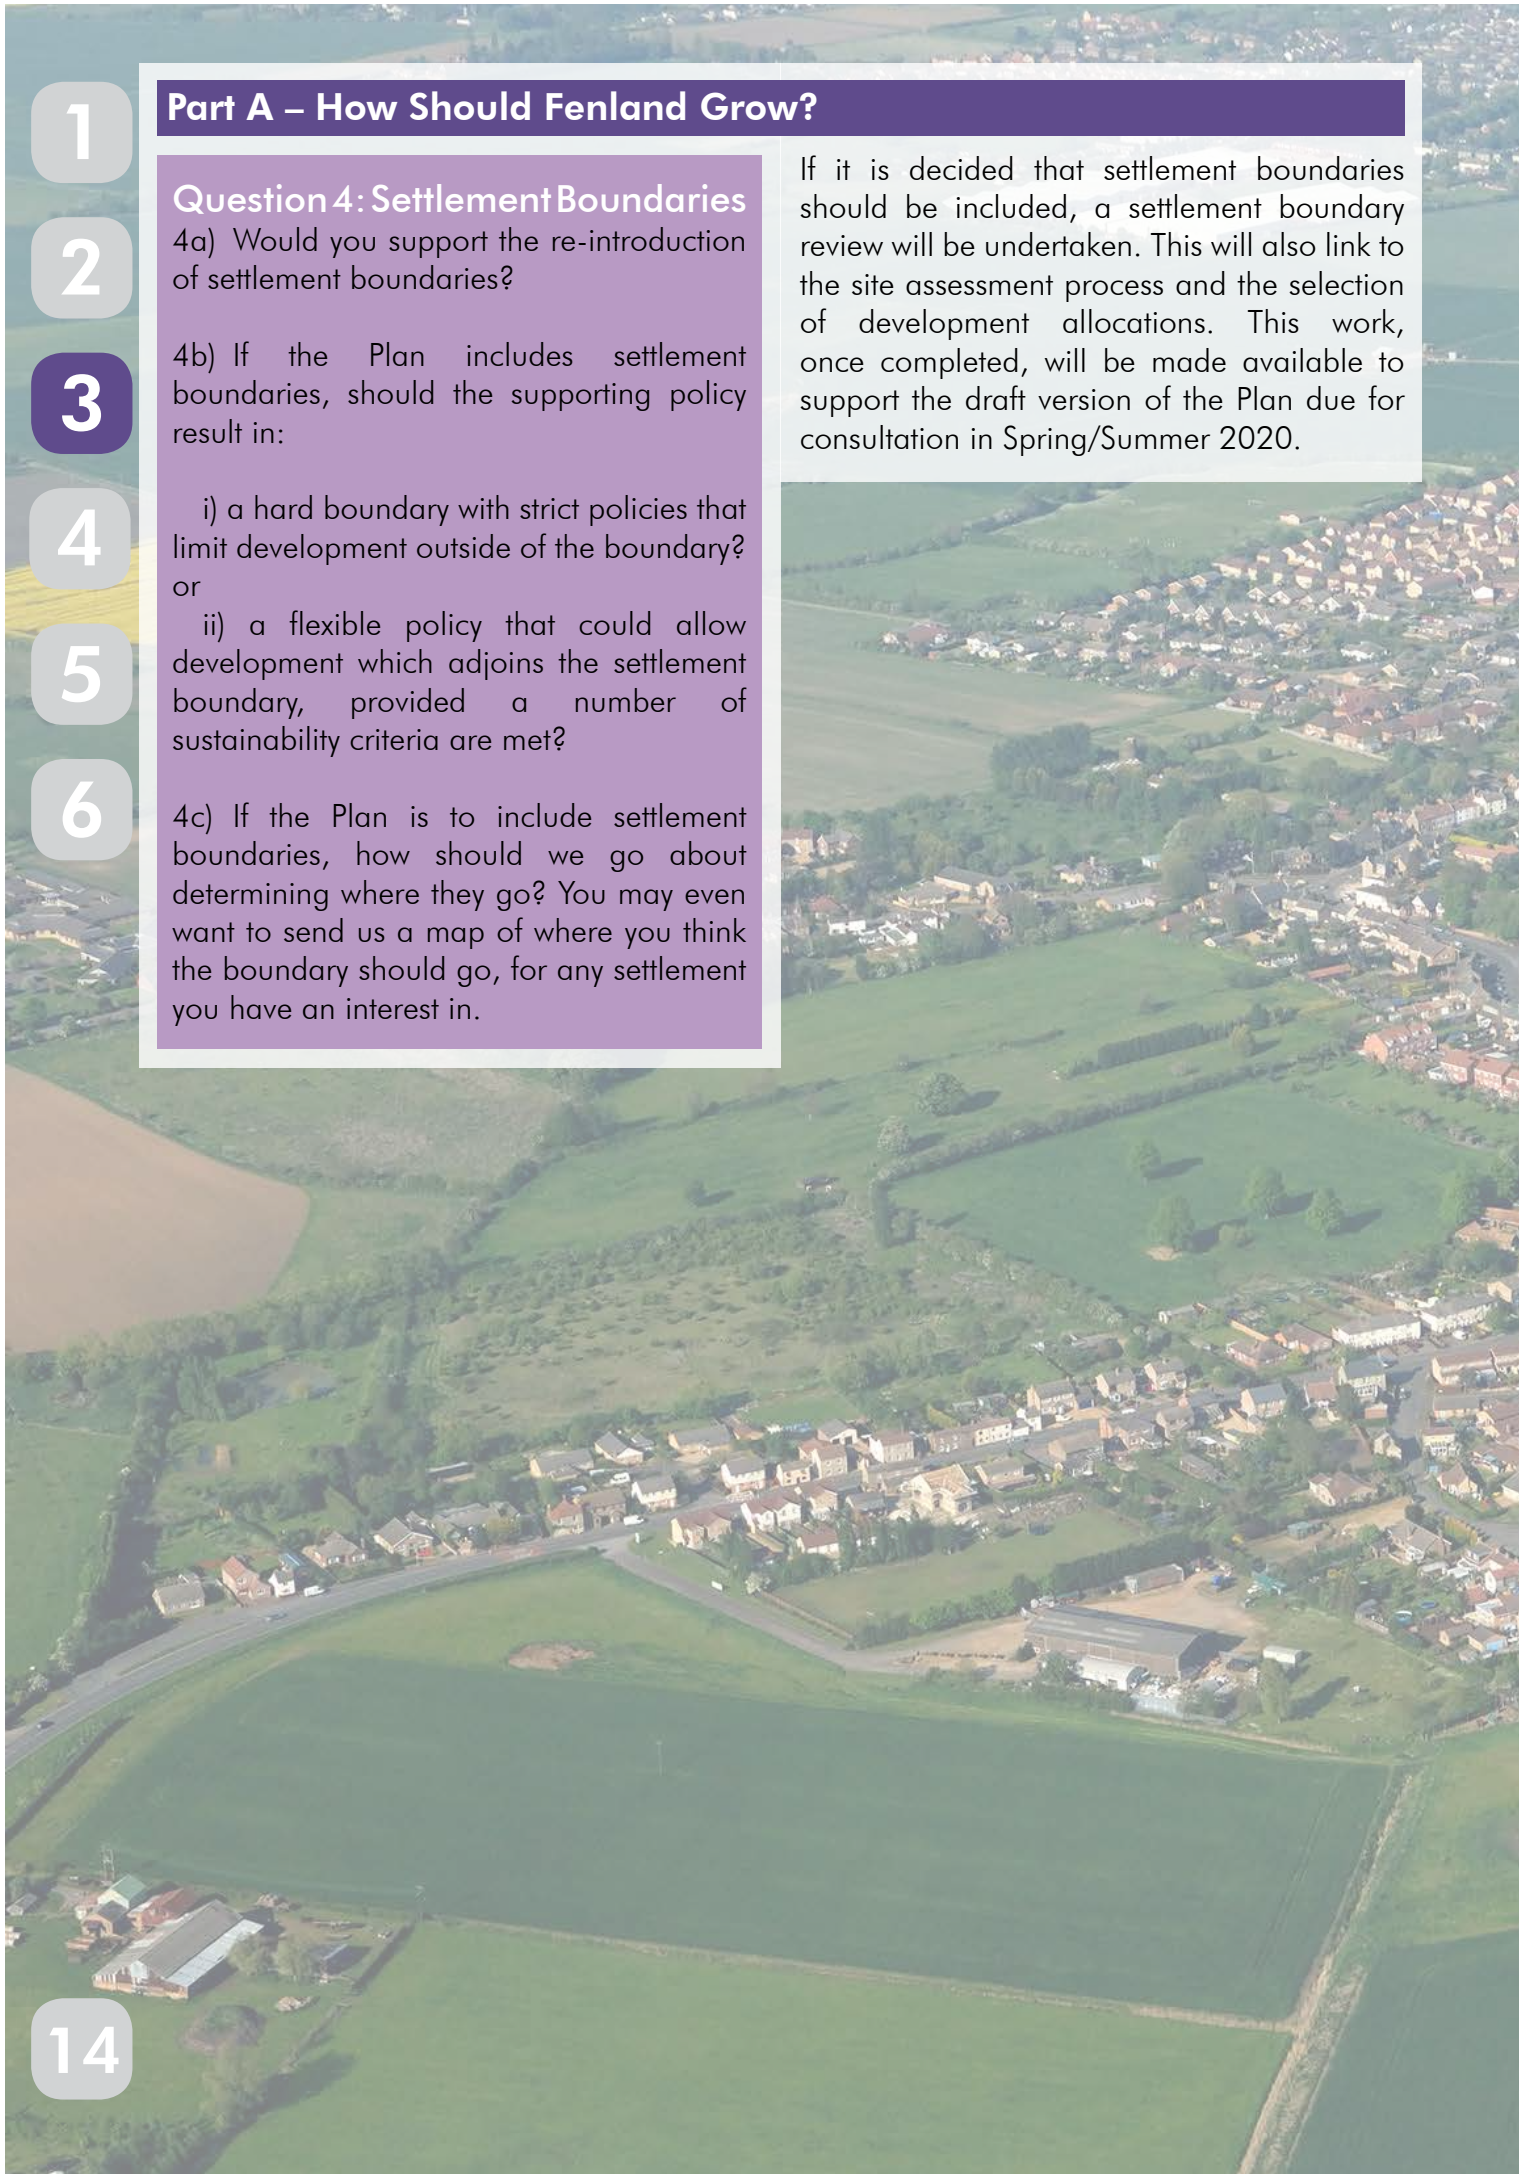 1
2
3
4
5
6
Part A – How Should Fenland Grow?
Question 4: Settlement Boundaries
4a) Would you support the re-introduction
of settlement boundaries?
4b) If the Plan includes settlement
boundaries, should the supporting policy
result in:
i) a hard boundary with strict policies that
limit development outside of the boundary?
or
ii) a flexible policy that could allow
development which adjoins the settlement
boundary, provided a number of
sustainability criteria are met?
4c) If the Plan is to include settlement
boundaries, how should we go about
determining where they go? You may even
want to send us a map of where you think
the boundary should go, for any settlement
you have an interest in.
If it is decided that settlement boundaries
should be included, a settlement boundary
review will be undertaken. This will also link to
the site assessment process and the selection
of development allocations. This work,
once completed, will be made available to
support the draft version of the Plan due for
consultation in Spring/Summer 2020.
14